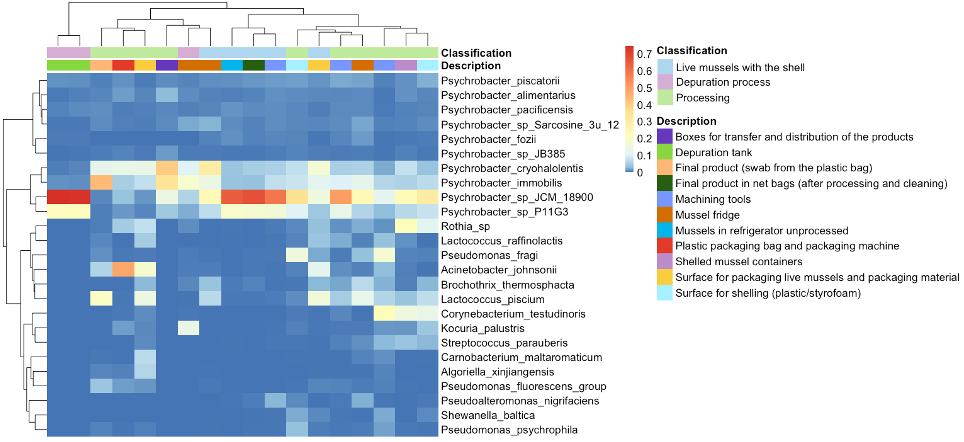 Classification
Description
Psychrobacter_piscatorii
Psychrobacter_alimentarius
Psychrobacter_pacificensis
Psychrobacter_sp_Sarcosine_3u_12
Psychrobacter_fozii
Psychrobacter_sp_JB385
Psychrobacter_cryohalolentis
Psychrobacter_immobilis
Psychrobacter_sp_JCM_18900
Psychrobacter_sp_P11G3
Rothia_sp
Lactococcus_raffinolactis
Pseudomonas_fragi
Acinetobacter_johnsonii
Brochothrix_thermosphacta
Lactococcus_piscium
Corynebacterium_testudinoris
Kocuria_palustris
Streptococcus_parauberis
Carnobacterium_maltaromaticum
Algoriella_xinjiangensis
Pseudomonas_fluorescens_group
Pseudoalteromonas_nigrifaciens
Shewanella_baltica
Pseudomonas_psychrophila
0.7
0.6
0.5
0.4
0.3
0.2
0.1
0
Classification
Live mussels with the shell
Depuration process
Processing
Description
Boxes for transfer and distribution of the products
Depuration tank
Final product (swab from the plastic bag)
Final product in net bags (after processing and cleaning)
Machining tools
Mussel fridge
Mussels in refrigerator unprocessed
Plastic packaging bag and packaging machine
Shelled mussel containers
Surface for packaging live mussels and packaging material
Surface for shelling (plastic/styrofoam)